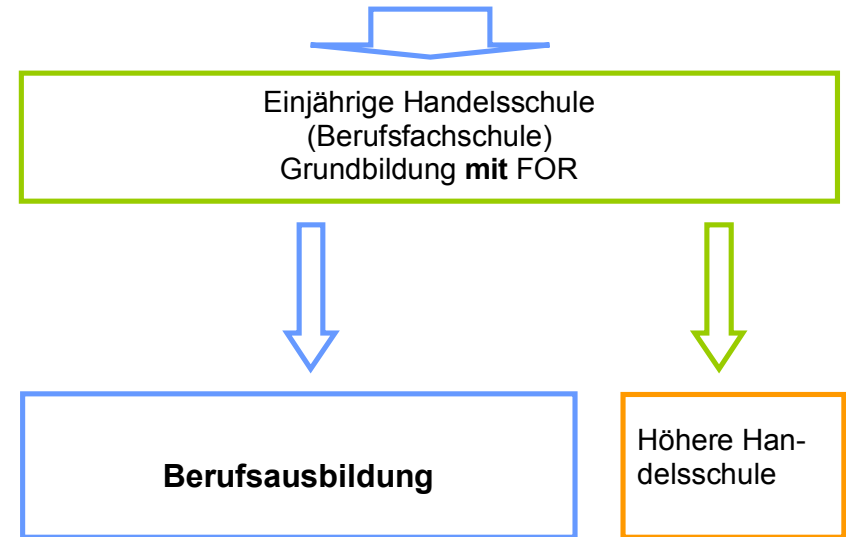 Einjährige Handelsschule
(Berufsfachschule)
Grundbildung mit FOR
Berufsausbildung
Höhere Han-
delsschule